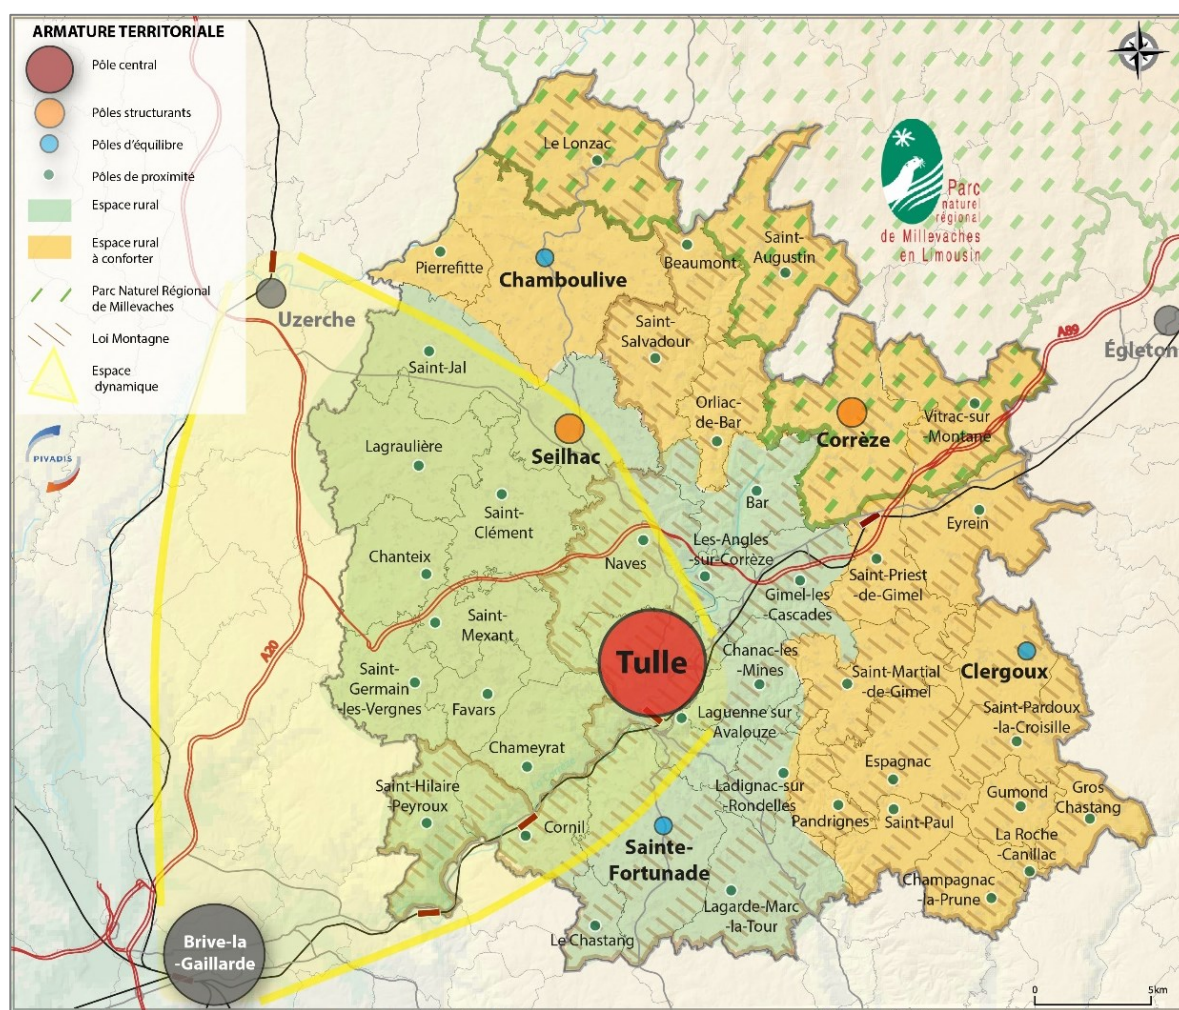 ARMATURE TERRITORIALE
Pôle central
Pôles structurants
Pôles d'équilibre
Pôles de proximité
Espace rural
Espace rural
à conforter
Parc Naturel Régional
de Millevaches
Loi Montagne
Espace
dynamique
PIVADIS
Parc
naturel
régional
de Millevaches
en Limousin
Le Lonzac
Pierrefitte
Chamboulive
Beaumont
Saint-
Augustin
Uzerche
A89
Égleton
Saint-
Salvadour
Saint-Jal
Orliac-
de-Bar
Corrèze
Vitrac-sur
-Montane
Lagraulière
Seilhac
Saint-
Clément
Bar
Eyrein
Chanteix
Naves
Les-Angles
-sur-Corrèze
Saint-Priest
-de-Gimel
Gimel-les
Cascades
Saint-
Mexant
A20
Tulle
Chanac-les
-Mines
Clergoux
Saint-
Germain
-les-Vergnes
Favars
Saint-Martial
-de-Gimel
Laguenne sur
Avalouze
Saint-Pardoux
-la-Croisille
Chameyrat
Espagnac
Saint-Hilaire
-Peyroux
Ladignac-sur
-Rondelles
Gumond
Gros
Chastang
Cornil
Pandrignes
Saint-Paul
Sainte-
Fortunade
La Roche
-Canillac
Champagnac
-la-Prune
Lagarde-Marc
-la-Tour
Le Chastang
Brive-la
-Gaillarde
0
5km